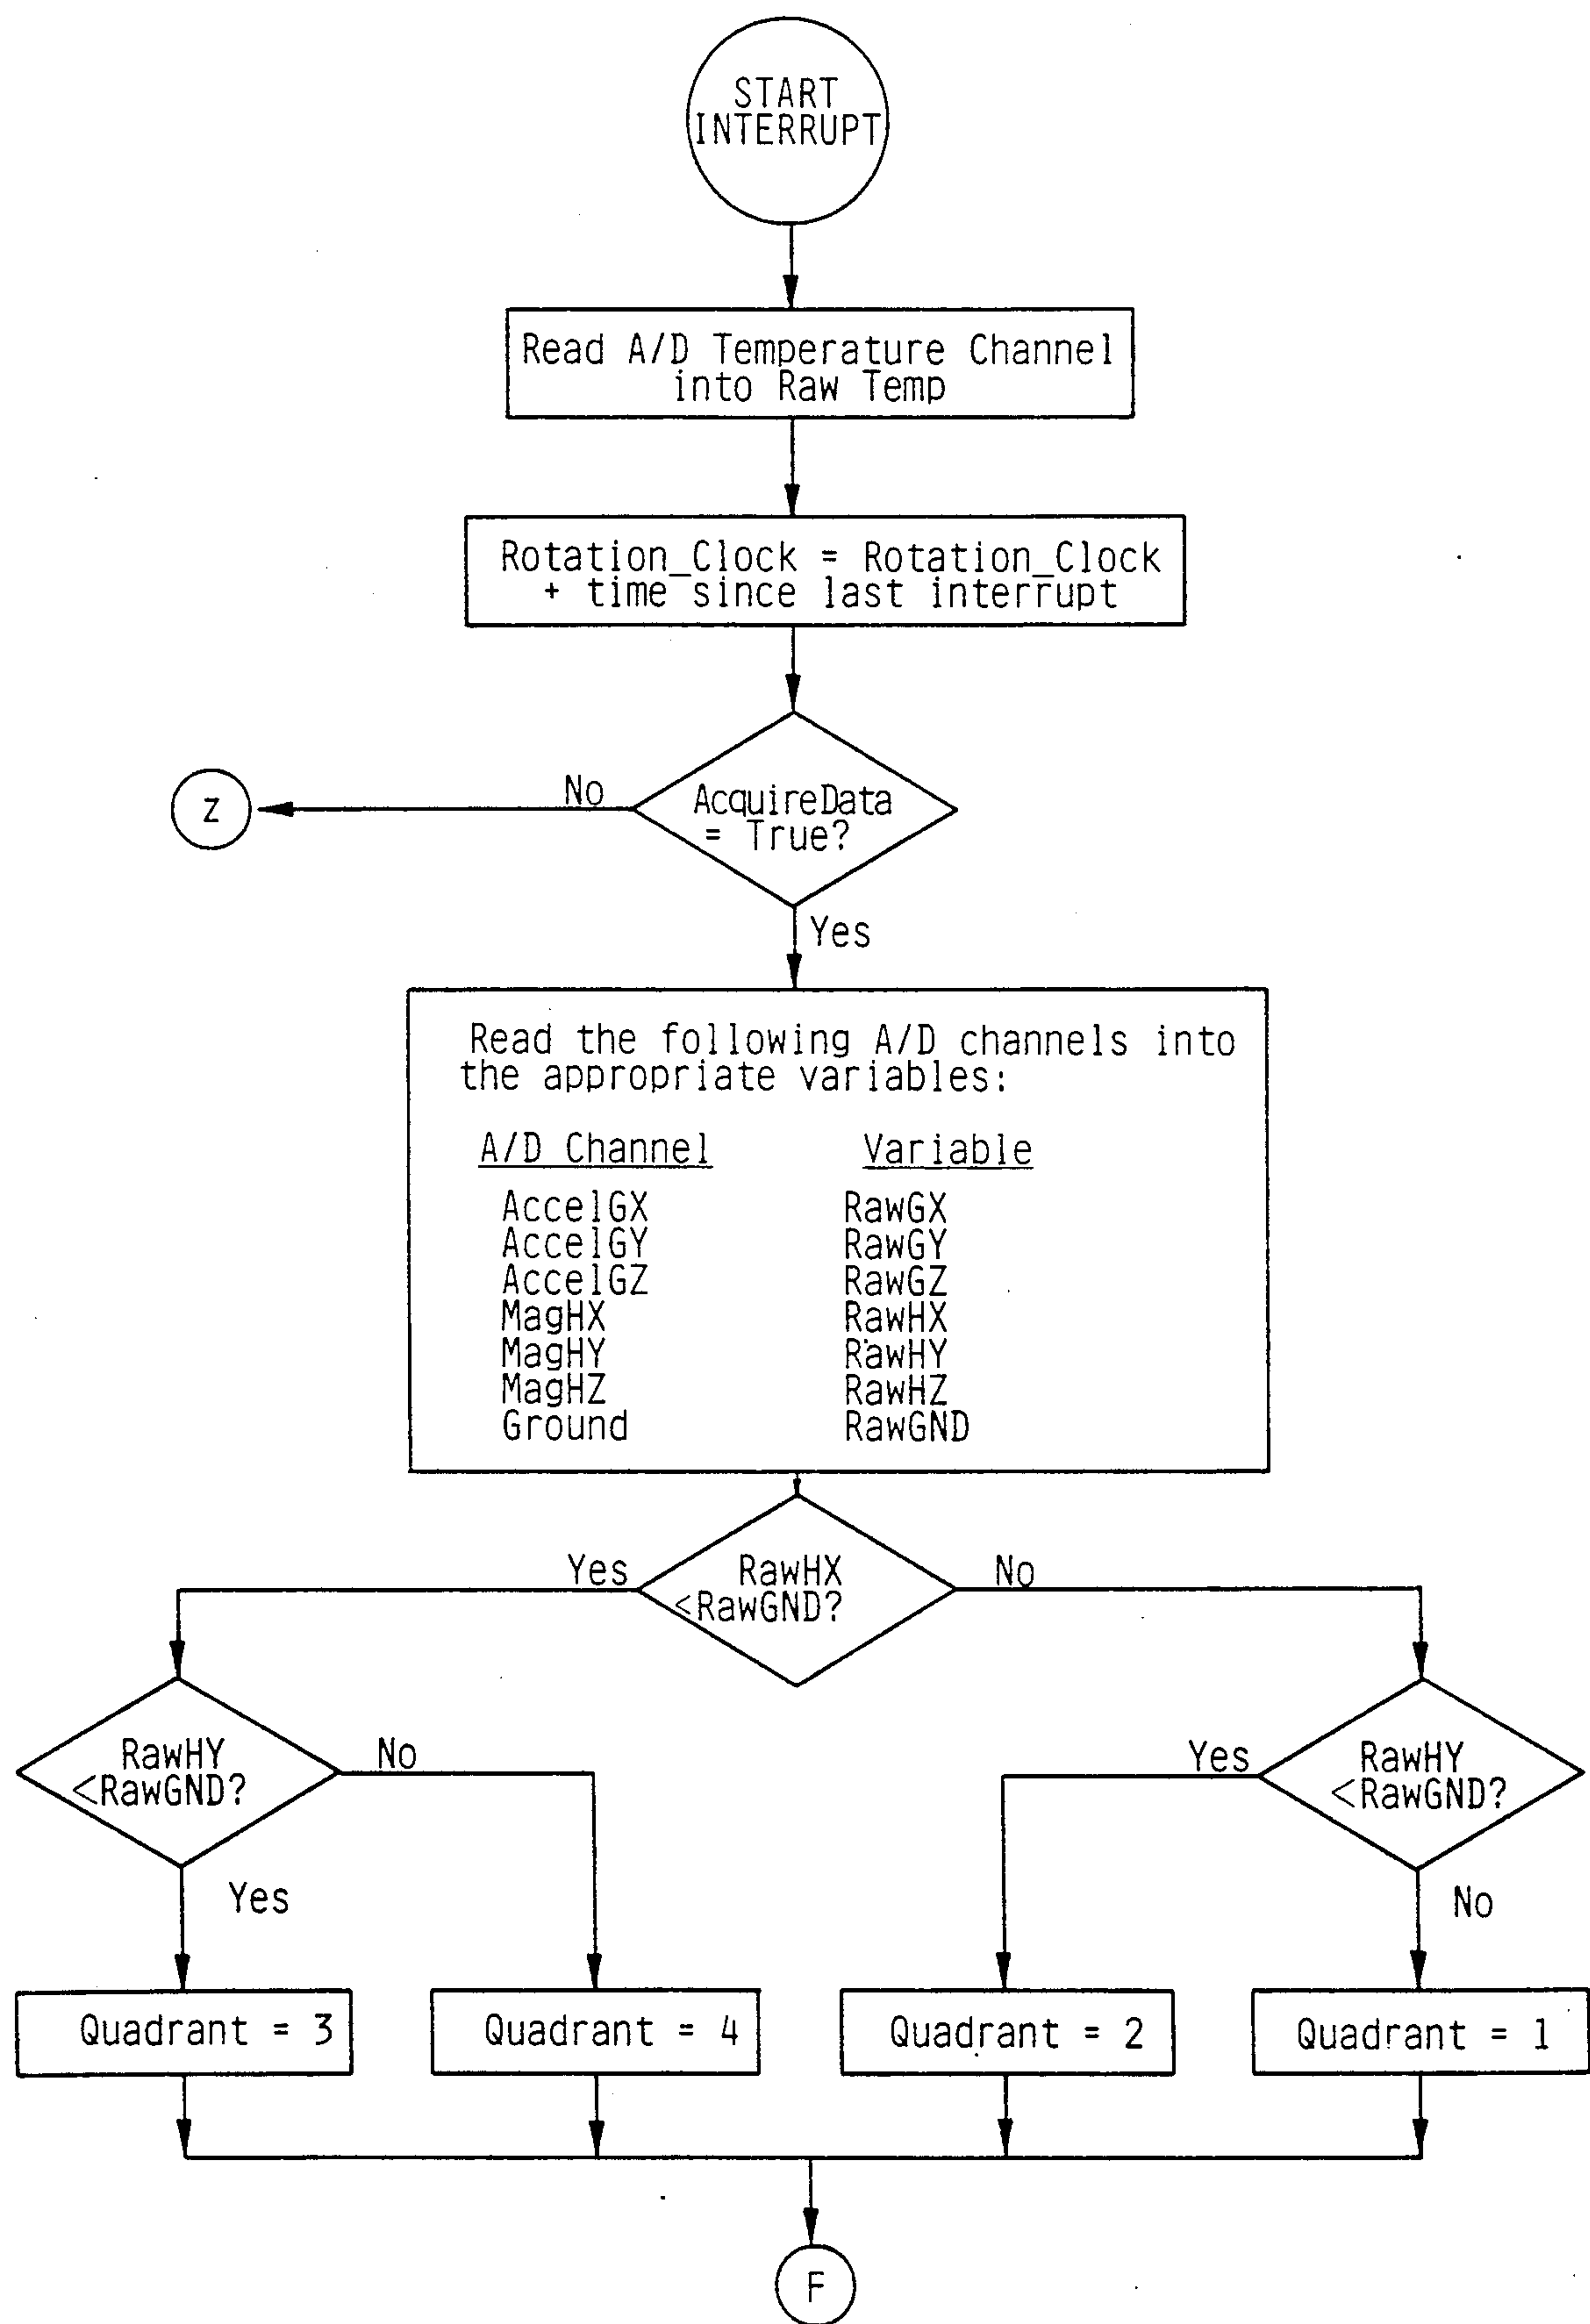 START
INTERRUPT
Read A/D Temperature Channel
into Raw Temp
Rotation_Clock = Rotation_Clock
+ time since last interrupt
No
AcquireData
= True?
Z
Yes
Read the following A/D channels into
the appropriate variables:
A/D Channel Variable
AccelGX RawGX
AccelGY RawGY
AccelGZ RawGZ
MagHX RawHX
MagHY RawHY
MagHZ RawHZ
Ground RawGND
Yes
RawHX
<RawGND?
No
RawHY
<RawGND?
No
Yes
Yes
RawHY
<RawGND?
No
Quadrant = 3
Quadrant = 4
Quadrant = 2
Quadrant = 1
F